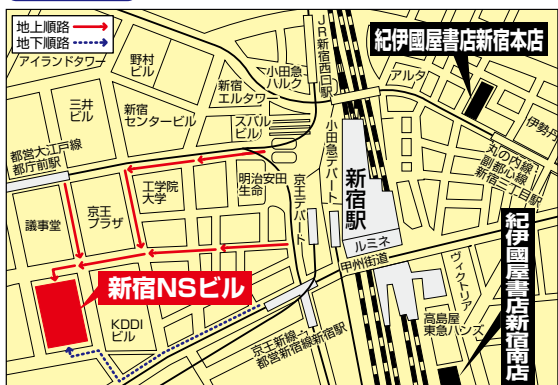 地上順路
地下順路
アイランドタワー
野村
ビル
新宿
エルタワー
小田急
ハルク
JR新宿西口駅
紀伊國屋書店新宿本店
アルタ
伊勢丹
三井
ビル
新宿
センタービル
スバル
ビル
小田急デパート
丸の内線
副都心線
新宿三丁目駅
都営大江戸線
都庁前駅
工学院
大学
明治安田
生命
京王デパート
新宿駅
議事堂
京王
プラザ
ルミネ
甲州街道
紀伊國屋書店新宿南店
新宿NSビル
ヴィクトリア
KDDI
ビル
高島屋
東急ハンズ
京王新線
都営新宿線新宿駅